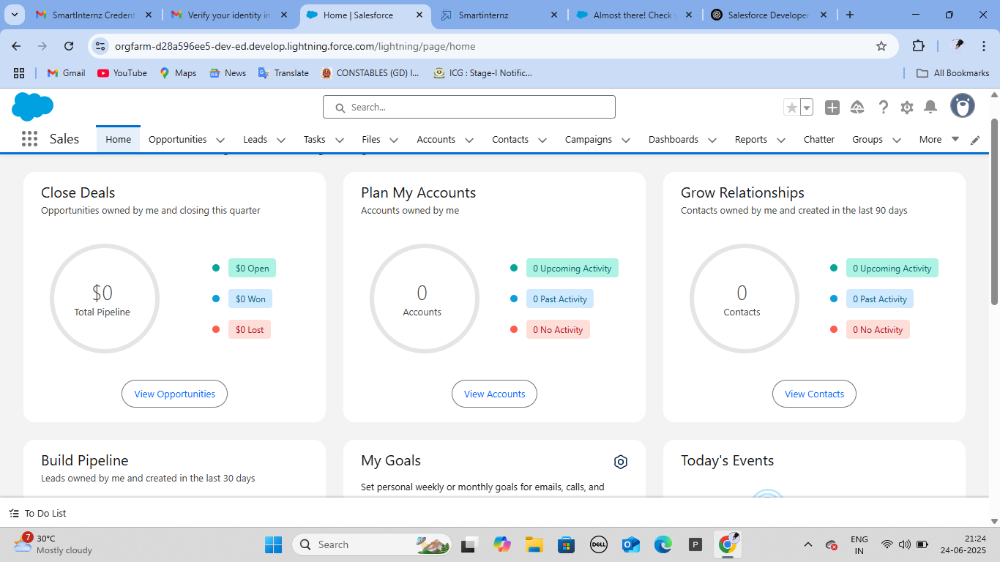 SmartInternz Credent
Verify your identity in
Home | Salesforce
Smartinternz
Almost there! Check
Salesforce Developer
orgfarm-d28a596ee5-dev-ed.develop.lightning.force.com/lightning/page/home
Gmail
YouTube
Maps
News
Translate
CONSTABLES (GD) I...
ICG : Stage-I Notific...
All Bookmarks
Search...
Sales
Home
Opportunities
Leads
Tasks
Files
Accounts
Contacts
Campaigns
Dashboards
Reports
Chatter
Groups
More
Close Deals
Opportunities owned by me and closing this quarter
$0
Total Pipeline
$0 Open
$0 Won
$0 Lost
View Opportunities
Plan My Accounts
Accounts owned by me
0
Accounts
0 Upcoming Activity
0 Past Activity
0 No Activity
View Accounts
Grow Relationships
Contacts owned by me and created in the last 90 days
0
Contacts
0 Upcoming Activity
0 Past Activity
0 No Activity
View Contacts
Build Pipeline
Leads owned by me and created in the last 30 days
My Goals
Set personal weekly or monthly goals for emails, calls, and
Today's Events
To Do List
7
30°C
Mostly cloudy
Search
DELL
P
ENG
IN
21:24
24-06-2025